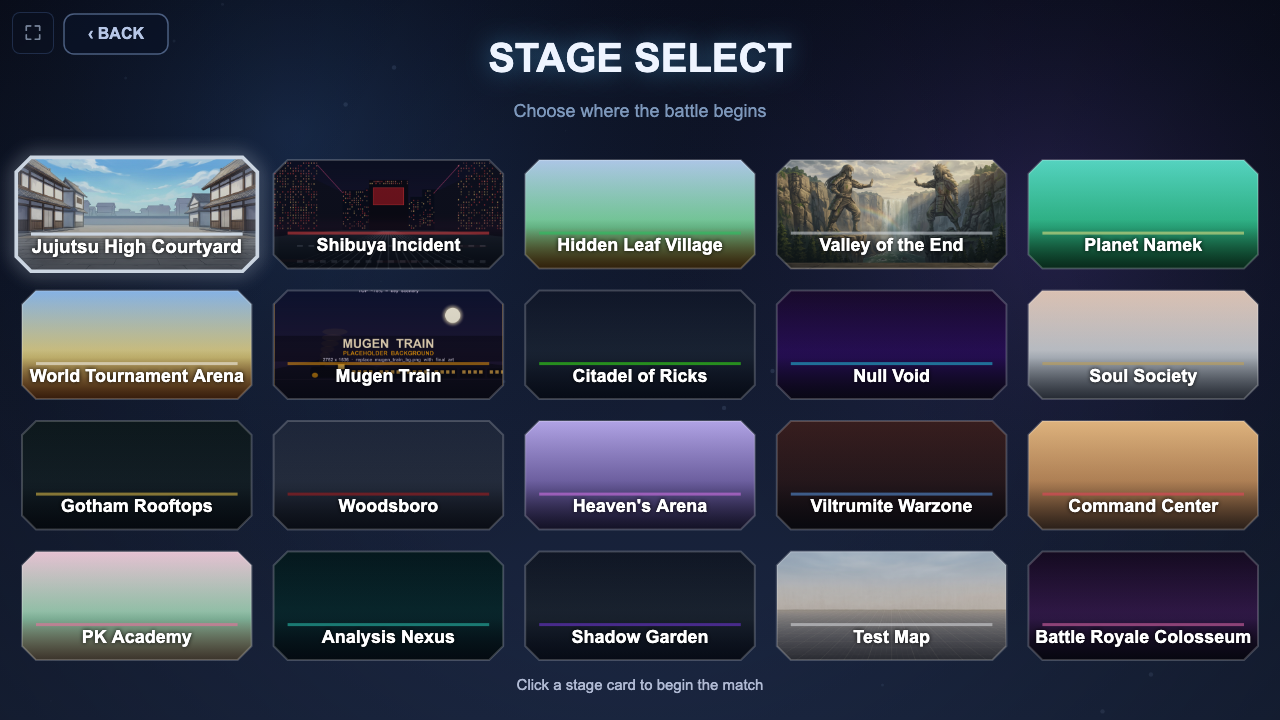 ‹ BACK
STAGE SELECT
Choose where the battle begins
Jujutsu High Courtyard
Shibuya Incident
Hidden Leaf Village
Valley of the End
Planet Namek
World Tournament Arena
MUGEN TRAIN
PLACEHOLDER BACKGROUND
Mugen Train
Citadel of Ricks
Null Void
Soul Society
Gotham Rooftops
Woodsboro
Heaven's Arena
Viltrumite Warzone
Command Center
PK Academy
Analysis Nexus
Shadow Garden
Test Map
Battle Royale Colosseum
Click a stage card to begin the match